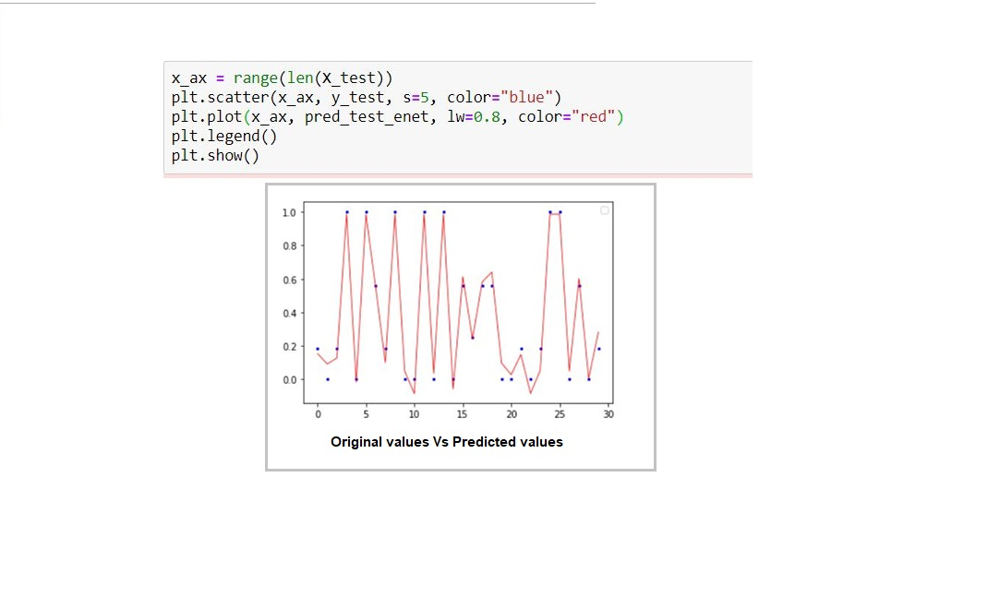 x_ax = range(len(X_test))
plt.scatter(x_ax, y_test, s=5, color="blue")
plt.plot(x_ax, pred_test_enet, lw=0.8, color="red")
plt.legend()
plt.show()
1.0
0.8
0.6
0.4
0.2
0.0
0 5 10 15 20 25 30
Original values Vs Predicted values